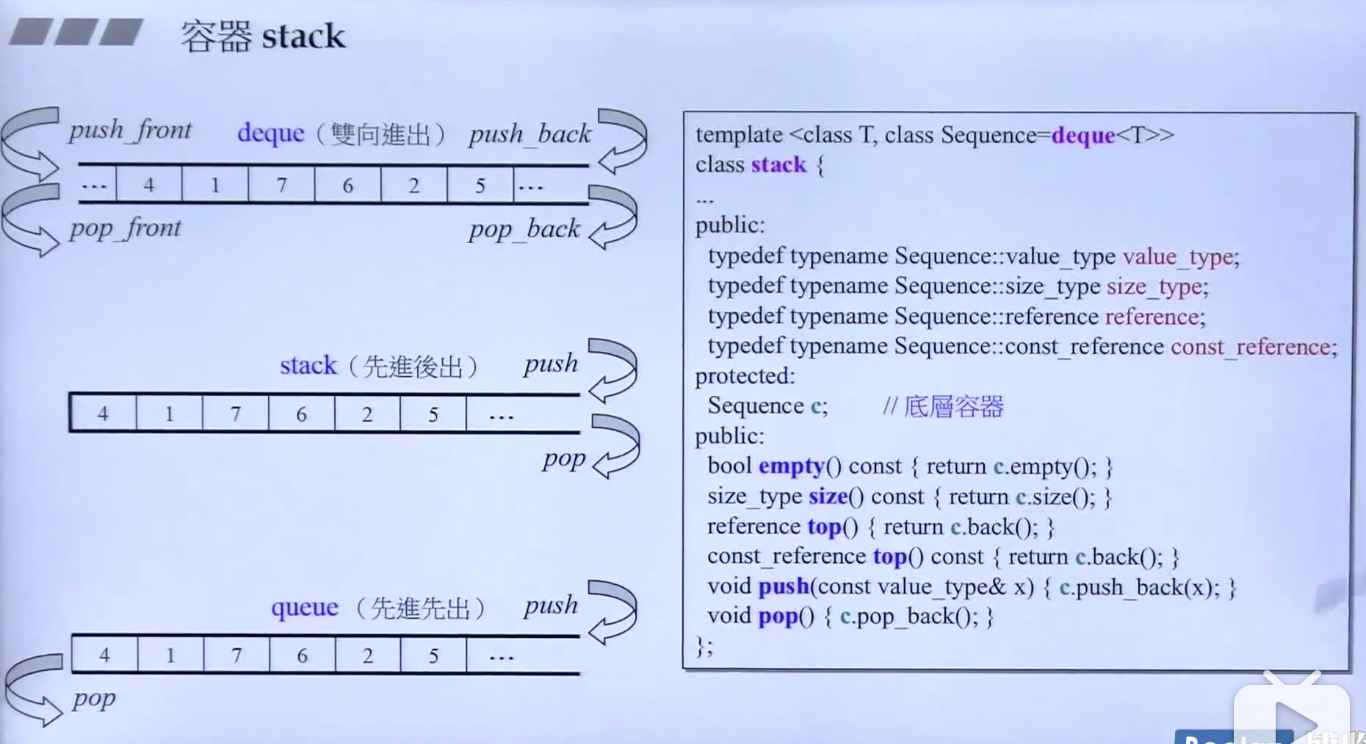 容器 stack
push_front deque（雙向進出） push_back
... 4 1 7 6 2 5 ...
pop_front pop_back
stack（先進後出） push
4 1 7 6 2 5 ...
pop
queue （先進先出） push
4 1 7 6 2 5 ...
pop
template <class T, class Sequence=deque<T>>
class stack {
...
public:
typedef typename Sequence::value_type value_type;
typedef typename Sequence::size_type size_type;
typedef typename Sequence::reference reference;
typedef typename Sequence::const_reference const_reference;
protected:
Sequence c; // 底層容器
public:
bool empty() const { return c.empty(); }
size_type size() const { return c.size(); }
reference top() { return c.back(); }
const_reference top() const { return c.back(); }
void push(const value_type& x) { c.push_back(x); }
void pop() { c.pop_back(); }
};